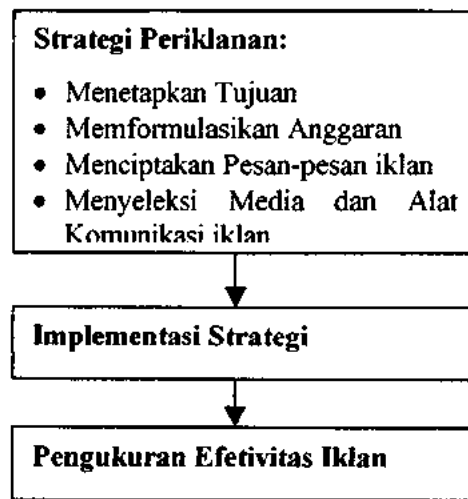 Strategi Periklanan:
• Menetapkan Tujuan
• Memformulasikan Anggaran
• Menciptakan Pesan-pesan iklan
• Menyeleksi Media dan Alat
Komunikasi iklan
Implementasi Strategi
Pengukuran Efetivitas Iklan